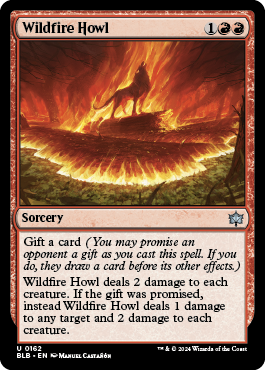 Wildfire Howl 1
Sorcery
Gift a card (You may promise an
opponent a gift as you cast this spell. If
you do, they draw a card before its other effects.)
Wildfire Howl deals 2 damage to each
creature. If the gift was promised,
instead Wildfire Howl deals 1 damage
to any target and 2 damage to each
creature.
U 0162
BLB • EN Manuel Castañón
™ & © 2024 Wizards of the Coast